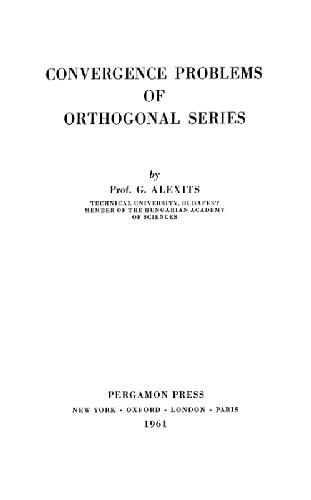 CONVERGENCE PROBLEMS
OF
ORTHOGONAL SERIES
by
Prof. G. ALEXITS
TECHNICAL UNIVERSITY, BUDAPEST
MEMBER OF THE HUNGARIAN ACADEMY
OF SCIENCES
PERGAMON PRESS
NEW YORK · OXFORD · LONDON · PARIS
1961